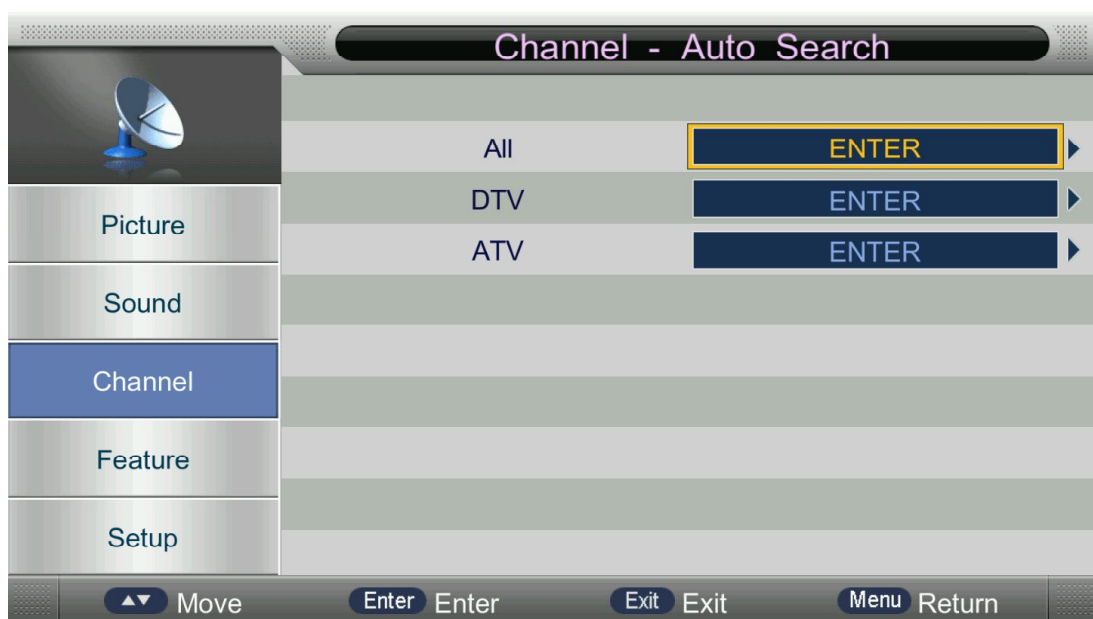 Channel - Auto Search
All ENTER
DTV ENTER
ATV ENTER
Picture
Sound
Channel
Feature
Setup
Move Enter Enter Exit Exit Menu Return